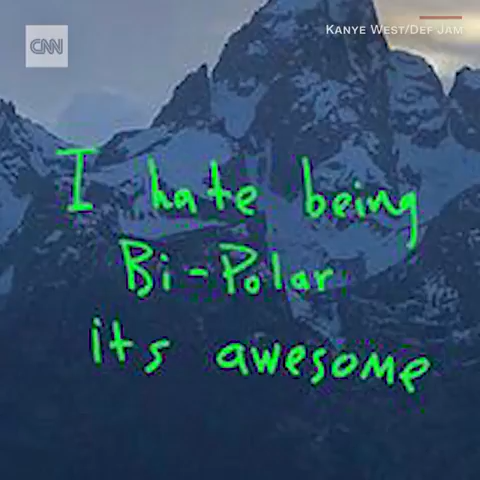 CNN
KANYE WEST/DEF JAM
I hate being
Bi-Polar
its awesome